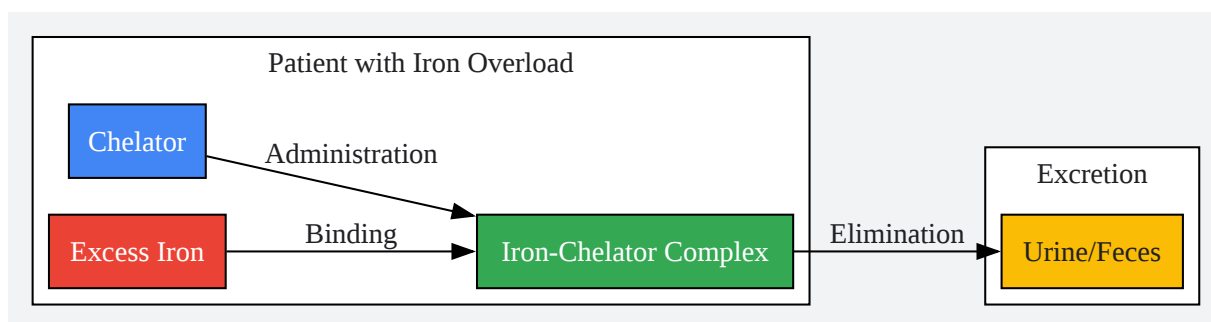 Patient with Iron Overload
Chelator
Administration
Excess Iron
Binding
Iron-Chelator Complex
Elimination
Excretion
Urine/Feces